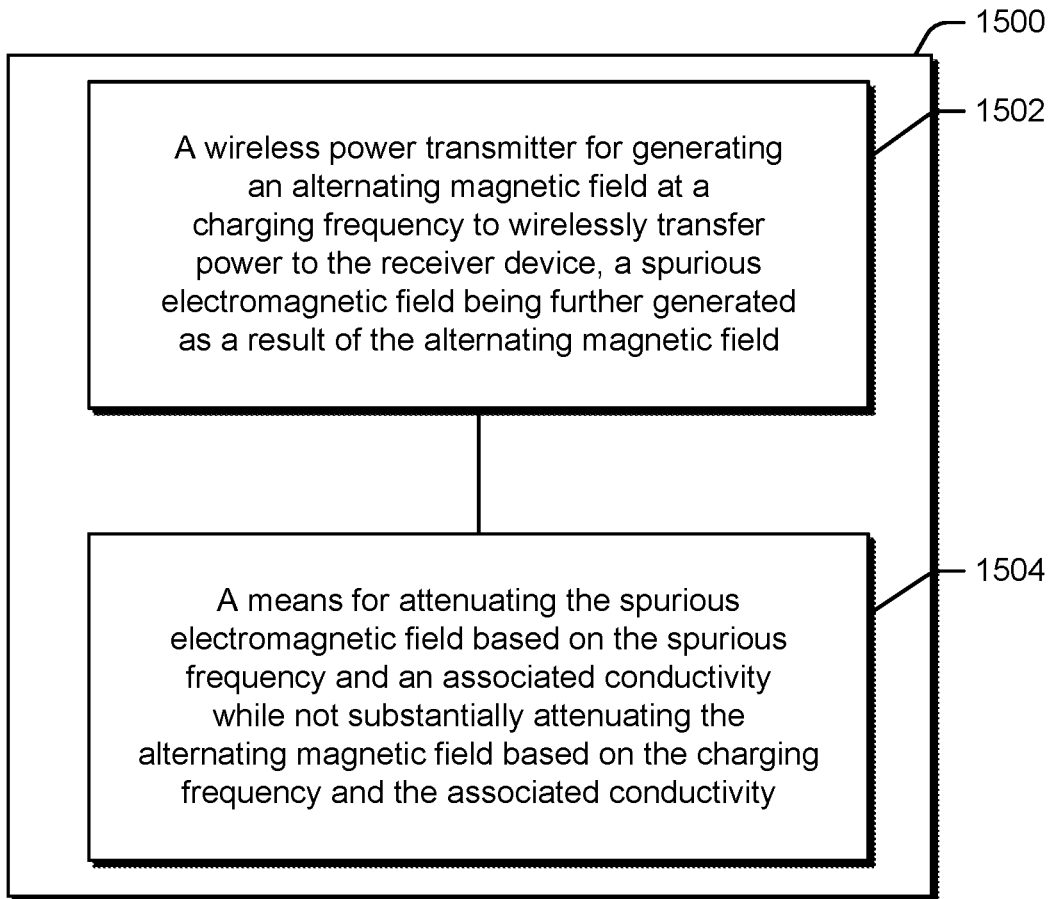 1500
1502
A wireless power transmitter for generating
an alternating magnetic field at a
charging frequency to wirelessly transfer
power to the receiver device, a spurious
electromagnetic field being further generated
as a result of the alternating magnetic field
1504
A means for attenuating the spurious
electromagnetic field based on the spurious
frequency and an associated conductivity
while not substantially attenuating the
alternating magnetic field based on the charging
frequency and the associated conductivity